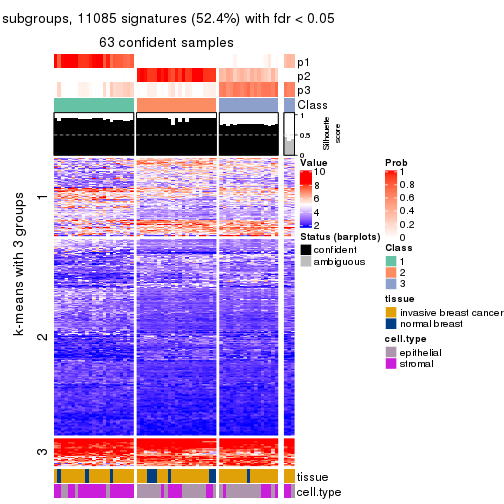 subgroups, 11085 signatures (52.4%) with fdr < 0.05
63 confident samples
p1
p2
p3
Class
1
0.5
0
Silhouette
score
k-means with 3 groups
1
2
3
tissue
cell.type
Value
10
8
6
4
2
Status (barplots)
confident
ambiguous
Prob
1
0.8
0.6
0.4
0.2
0
Class
1
2
3
tissue
invasive breast cancer
normal breast
cell.type
epithelial
stromal